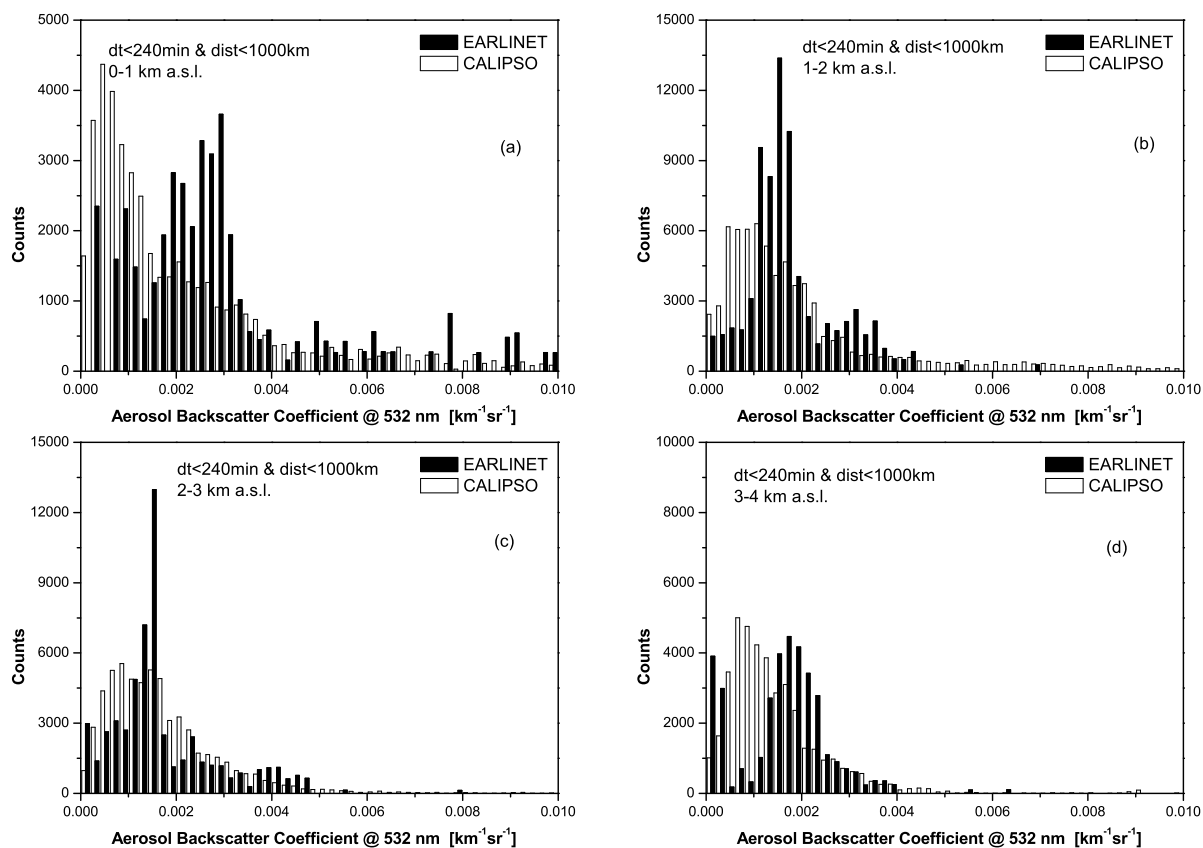 5000
4000
3000
2000
1000
0
dt<240min & dist<1000km
0-1 km a.s.l.
EARLINET
CALIPSO
(a)
Counts
0.000 0.002 0.004 0.006 0.008 0.010
Aerosol Backscatter Coefficient @ 532 nm [km⁻¹sr⁻¹]
15000
12000
9000
6000
3000
0
dt<240min & dist<1000km
1-2 km a.s.l.
EARLINET
CALIPSO
(b)
Counts
0.000 0.002 0.004 0.006 0.008 0.010
Aerosol Backscatter Coefficient @ 532 nm [km⁻¹sr⁻¹]
15000
12000
9000
6000
3000
0
dt<240min & dist<1000km
2-3 km a.s.l.
EARLINET
CALIPSO
(c)
Counts
0.000 0.002 0.004 0.006 0.008 0.010
Aerosol Backscatter Coefficient @ 532 nm [km⁻¹sr⁻¹]
10000
8000
6000
4000
2000
0
dt<240min & dist<1000km
3-4 km a.s.l.
EARLINET
CALIPSO
(d)
Counts
0.000 0.002 0.004 0.006 0.008 0.010
Aerosol Backscatter Coefficient @ 532 nm [km⁻¹sr⁻¹]